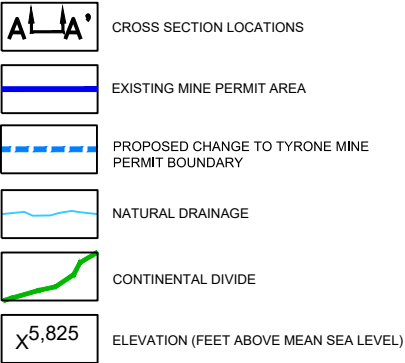 A A' CROSS SECTION LOCATIONS
EXISTING MINE PERMIT AREA
PROPOSED CHANGE TO TYRONE MINE
PERMIT BOUNDARY
NATURAL DRAINAGE
CONTINENTAL DIVIDE
X5,825 ELEVATION (FEET ABOVE MEAN SEA LEVEL)